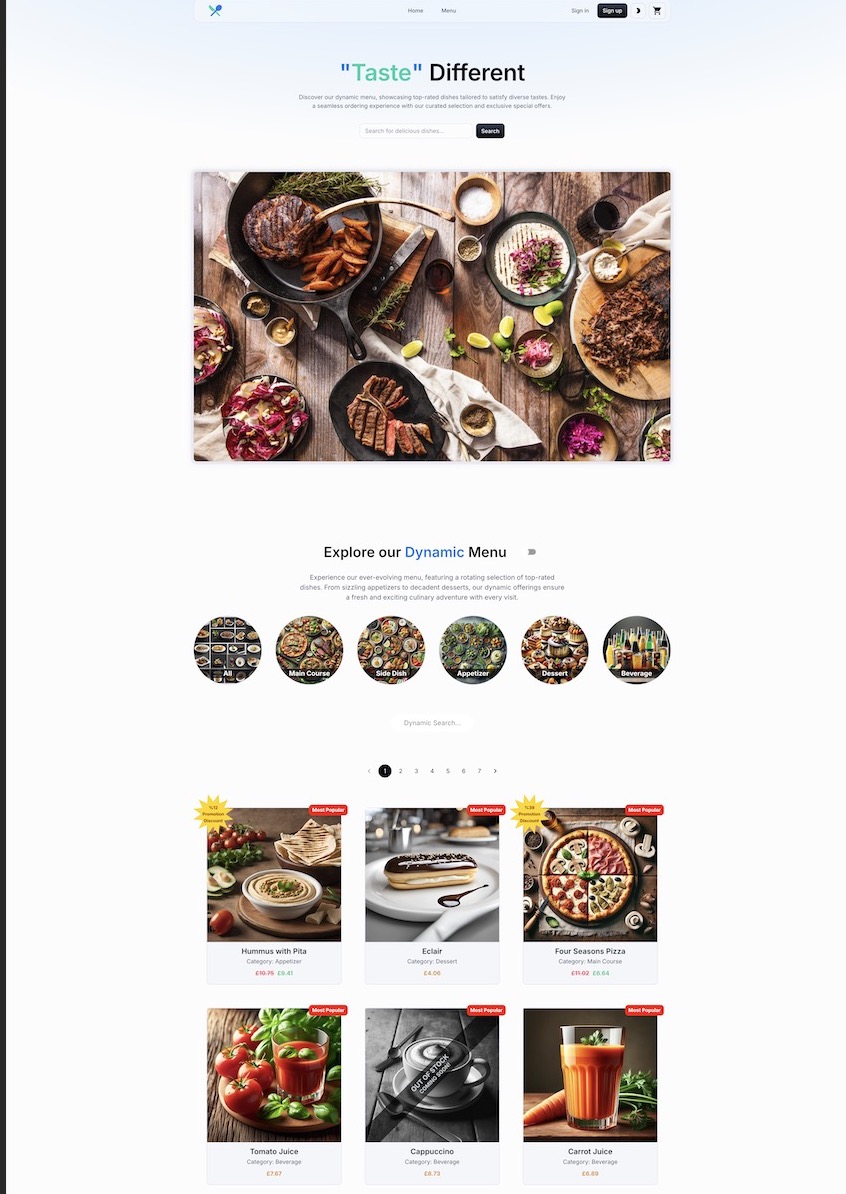 Home
Menu
Sign in
Sign up
"Taste" Different
Discover our dynamic menu, showcasing top-rated dishes tailored to satisfy diverse tastes. Enjoy
a seamless ordering experience with our curated selection and exclusive special offers.
Search for delicious dishes...
Search
Explore our Dynamic Menu
Experience our ever-evolving menu, featuring a rotating selection of top-rated
dishes. From sizzling appetizers to decadent desserts, our dynamic offerings ensure
a fresh and exciting culinary adventure with every visit.
All
Main Course
Side Dish
Appetizer
Dessert
Beverage
Dynamic Search...
1 2 3 4 5 6 7
%12
Promotion
Discount
Most Popular
Hummus with Pita
Category: Appetizer
£10.75 £9.41
Most Popular
Eclair
Category: Dessert
£4.06
Promotion
Discount
Most Popular
Four Seasons Pizza
Category: Main Course
£11.02 £6.64
Most Popular
Tomato Juice
Category: Beverage
£7.67
Most Popular
OUT OF STOCK
COMING SOON!
Cappuccino
Category: Beverage
£8.73
Most Popular
Carrot Juice
Category: Beverage
£6.89